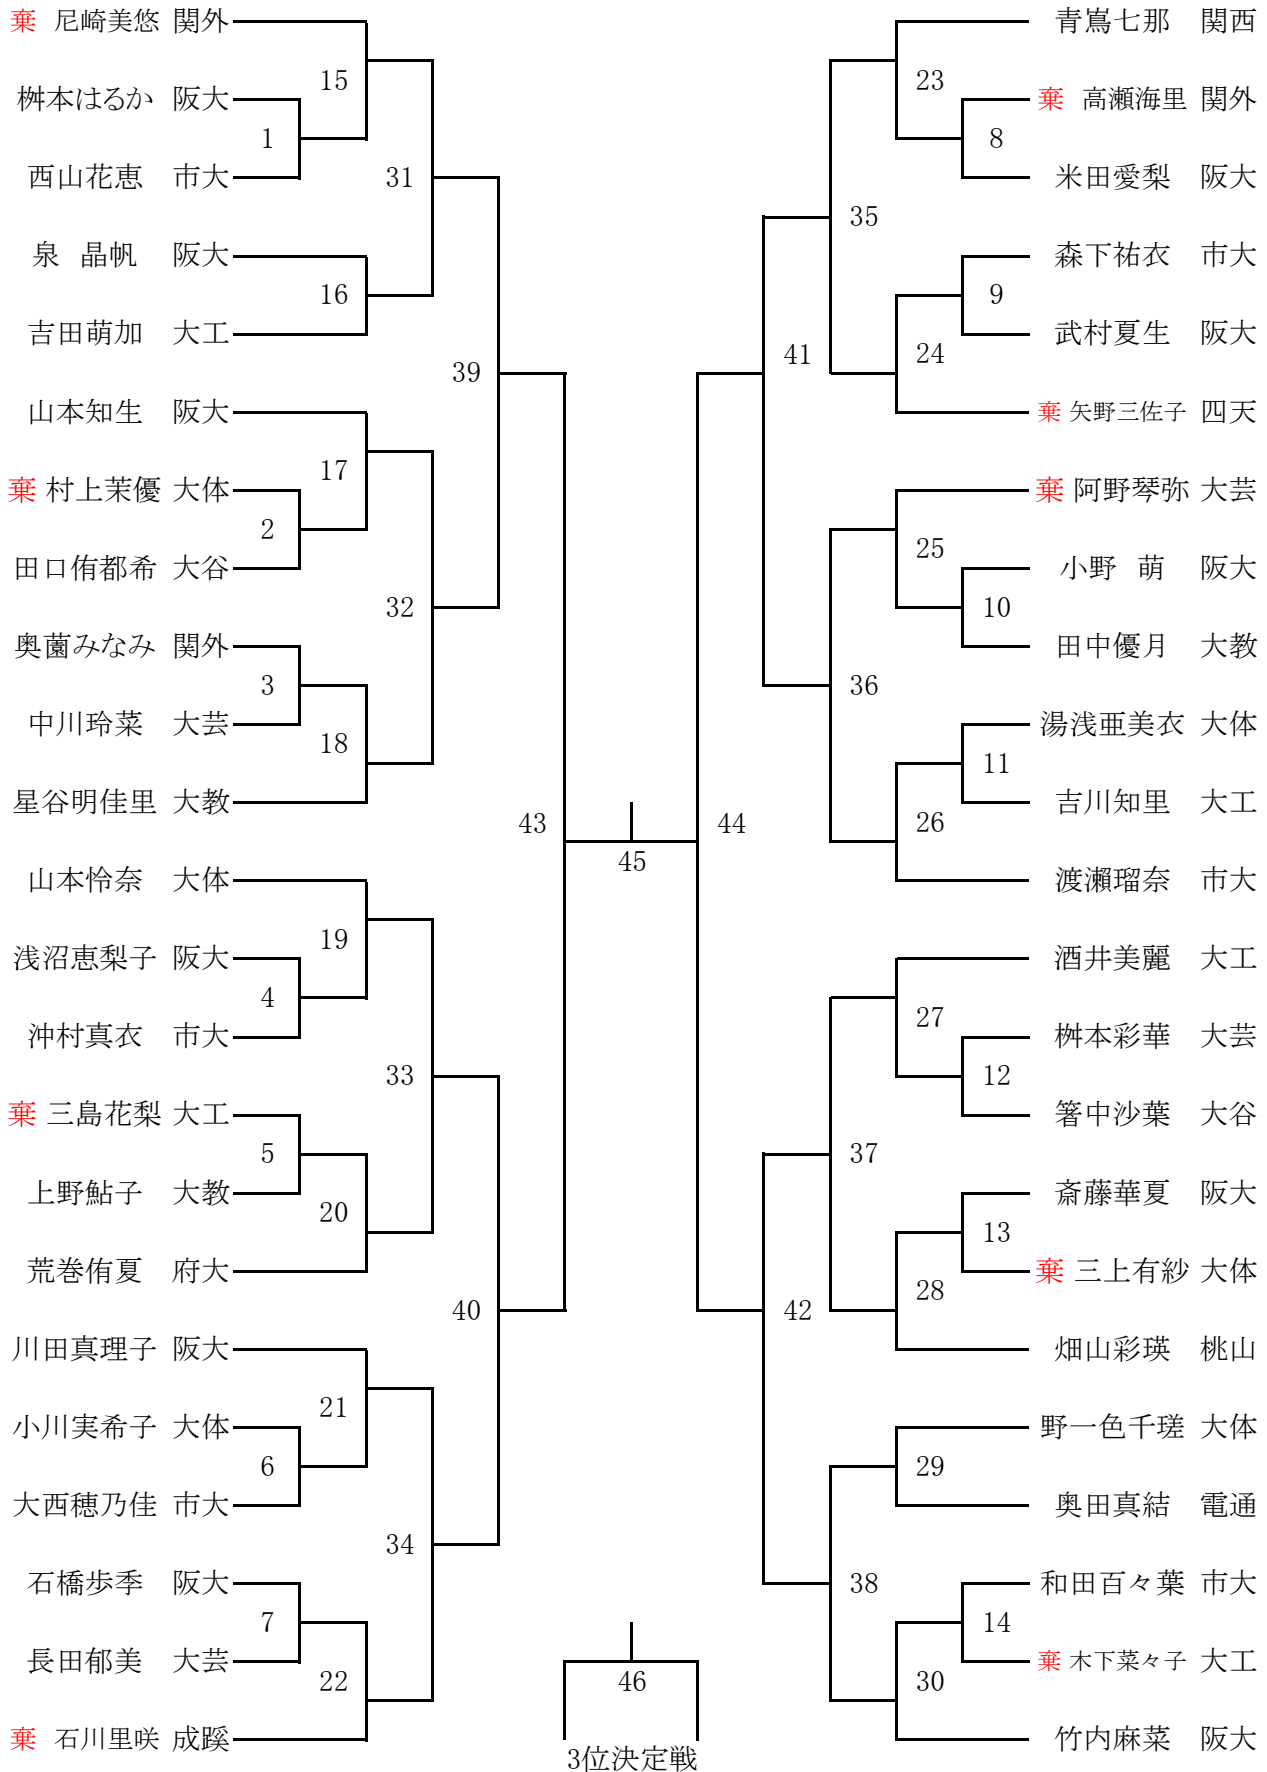 棄 尼崎美悠 関外
桝本はるか 阪大
西山花恵 市大
泉 晶帆 阪大
吉田萌加 大工
山本知生 阪大
棄 村上茉優 大体
田口侑都希 大谷
奥薗みなみ 関外
中川玲菜 大芸
星谷明佳里 大教
山本怜奈 大体
浅沼恵梨子 阪大
沖村真衣 市大
棄 三島花梨 大工
上野鮎子 大教
荒巻侑夏 府大
川田真理子 阪大
小川実希子 大体
大西穂乃佳 市大
石橋歩季 阪大
長田郁美 大芸
棄 石川里咲 成蹊
1
2
3
4
5
6
7
15
16
17
18
19
20
21
22
31
32
33
34
39
40
43
45
44
41
42
35
36
37
38
23
24
25
26
27
28
29
30
8
9
10
11
12
13
14
青嶌七那 関西
棄 高瀬海里 関外
米田愛梨 阪大
森下祐衣 市大
武村夏生 阪大
棄 矢野三佐子 四天
棄 阿野琴弥 大芸
小野 萌 阪大
田中優月 大教
湯浅亜美衣 大体
吉川知里 大工
渡瀬瑠奈 市大
酒井美麗 大工
桝本彩華 大芸
箸中沙葉 大谷
斎藤華夏 阪大
棄 三上有紗 大体
畑山彩瑛 桃山
野一色千瑳 大体
奥田真結 電通
和田百々葉 市大
棄 木下菜々子 大工
竹内麻菜 阪大
46
3位決定戦